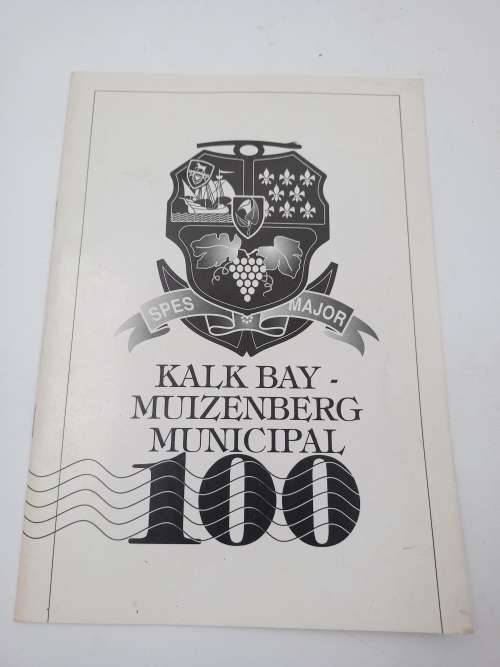 SPES MAJOR
KALK BAY -
MUIZENBERG
MUNICIPAL
100